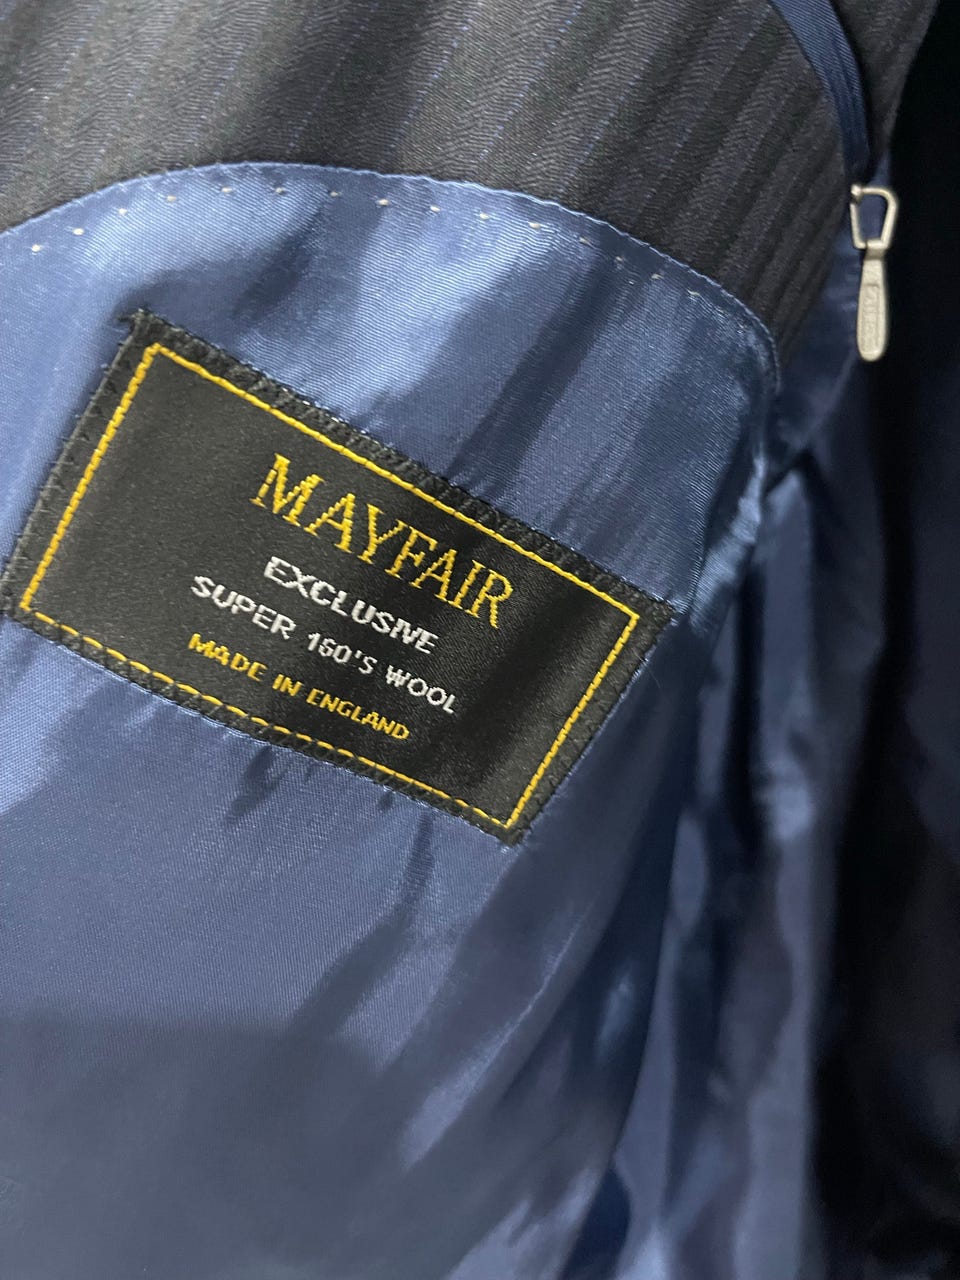 MAYFAIR
EXCLUSIVE
SUPER 160'S WOOL
MADE IN ENGLAND